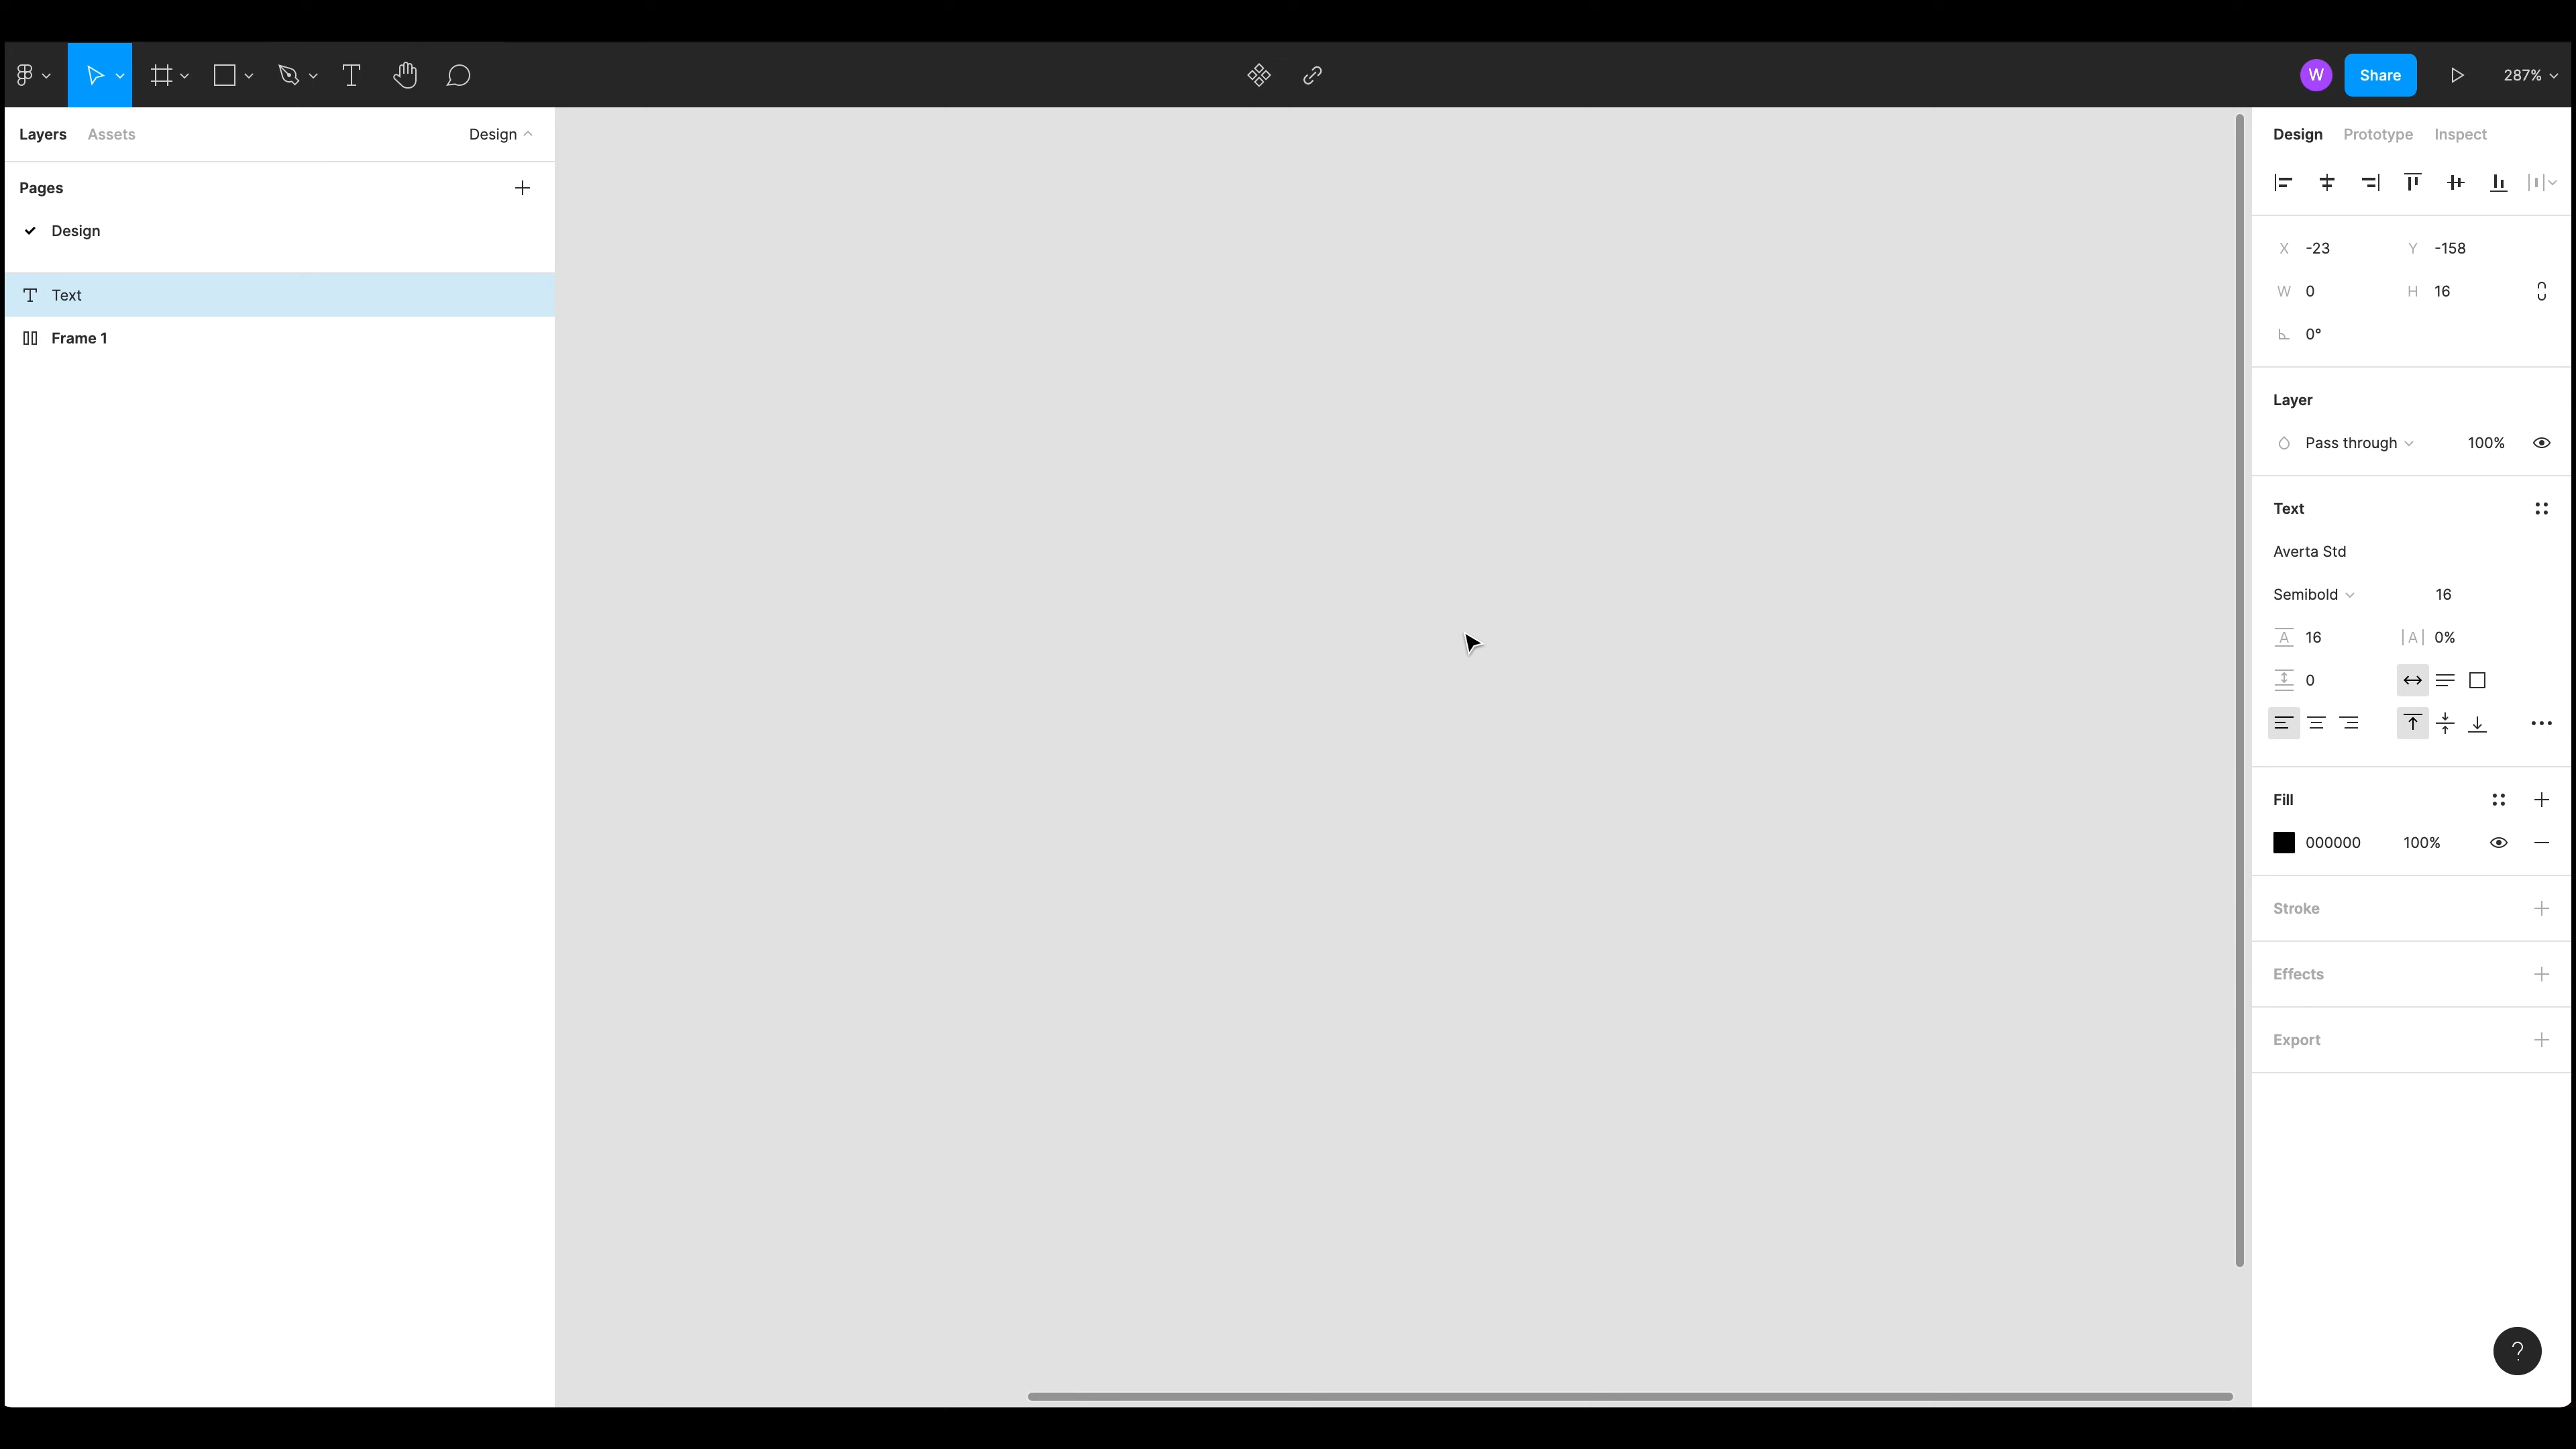 W Share 287%
Layers Assets Design
Design Prototype Inspect
Pages
Design
Text
Frame 1
X -23 Y -158
W 0 H 16
0°
Layer
Pass through 100%
Text
Averta Std
Semibold 16
A 16 |A| 0%
0
Fill
000000 100%
Stroke
Effects
Export
?